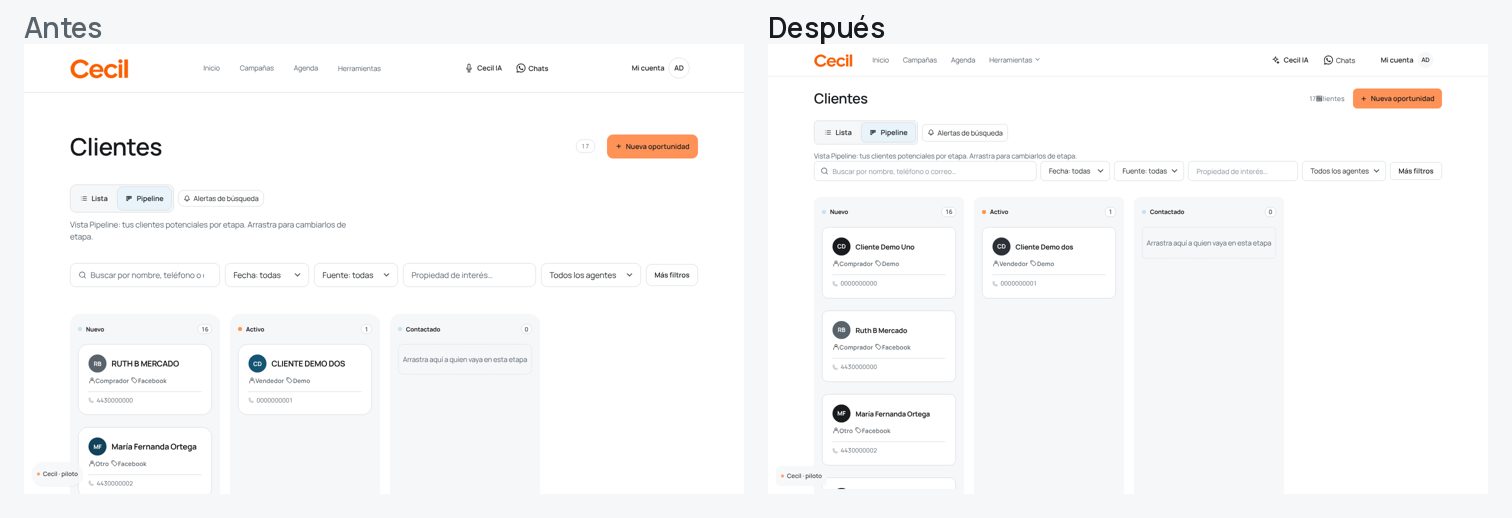 Antes
Cecil
Inicio Campañas Agenda Herramientas Cecil IA Chats Mi cuenta AD
Clientes
17 + Nueva oportunidad
Lista Pipeline Alertas de búsqueda
Vista Pipeline: tus clientes potenciales por etapa. Arrastra para cambiarlos de
etapa.
Buscar por nombre, teléfono o Fecha: todas Fuente: todas Propiedad de interés... Todos los agentes Más filtros
Nuevo 16
RB RUTH B MERCADO
Comprador Facebook
4430000000
MF María Fernanda Ortega
Otro Facebook
4430000002
Activo 1
CD CLIENTE DEMO DOS
Vendedor Demo
0000000001
Contactado 0
Arrastra aquí a quien vaya en esta etapa
Cecil · piloto
Después
Cecil
Inicio Campañas Agenda Herramientas Cecil IA Chats Mi cuenta AD
Clientes
17 lientes + Nueva oportunidad
Lista Pipeline Alertas de búsqueda
Vista Pipeline: tus clientes potenciales por etapa. Arrastra para cambiarlos de etapa.
Buscar por nombre, teléfono o correo... Fecha: todas Fuente: todas Propiedad de interés... Todos los agentes Más filtros
Nuevo 16
CD Cliente Demo Uno
Comprador Demo
0000000000
RB Ruth B Mercado
Comprador Facebook
4430000000
MF María Fernanda Ortega
Otro Facebook
4430000002
Activo 1
CD Cliente Demo dos
Vendedor Demo
0000000001
Contactado 0
Arrastra aquí a quien vaya en esta etapa
Cecil · piloto